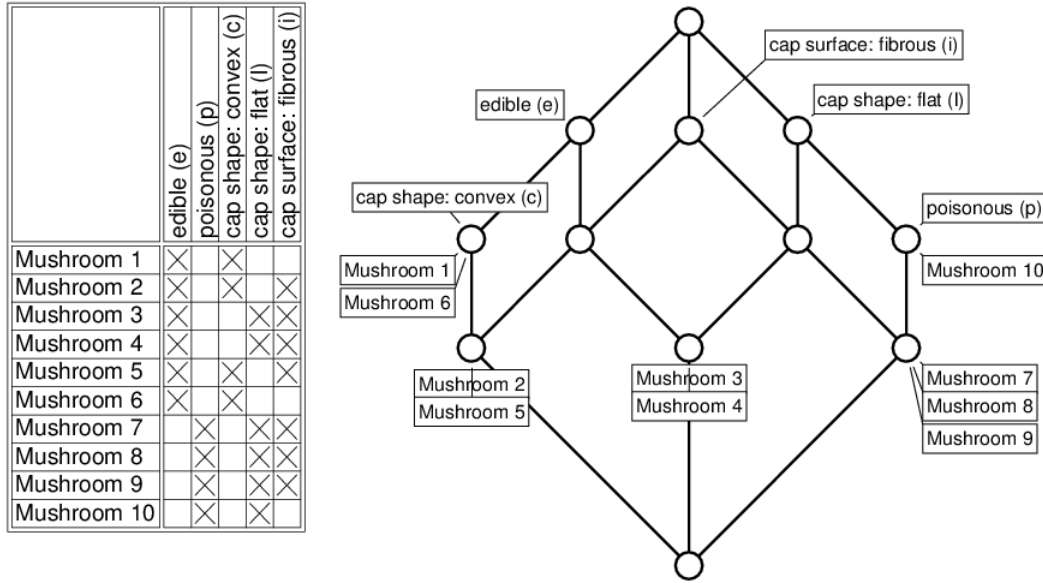 edible (e)
poisonous (p)
cap shape: convex (c)
cap shape: flat (l)
cap surface: fibrous (i)
Mushroom 1
Mushroom 2
Mushroom 3
Mushroom 4
Mushroom 5
Mushroom 6
Mushroom 7
Mushroom 8
Mushroom 9
Mushroom 10
cap surface: fibrous (i)
edible (e)
cap shape: flat (l)
cap shape: convex (c)
poisonous (p)
Mushroom 1
Mushroom 6
Mushroom 10
Mushroom 2
Mushroom 5
Mushroom 3
Mushroom 4
Mushroom 7
Mushroom 8
Mushroom 9